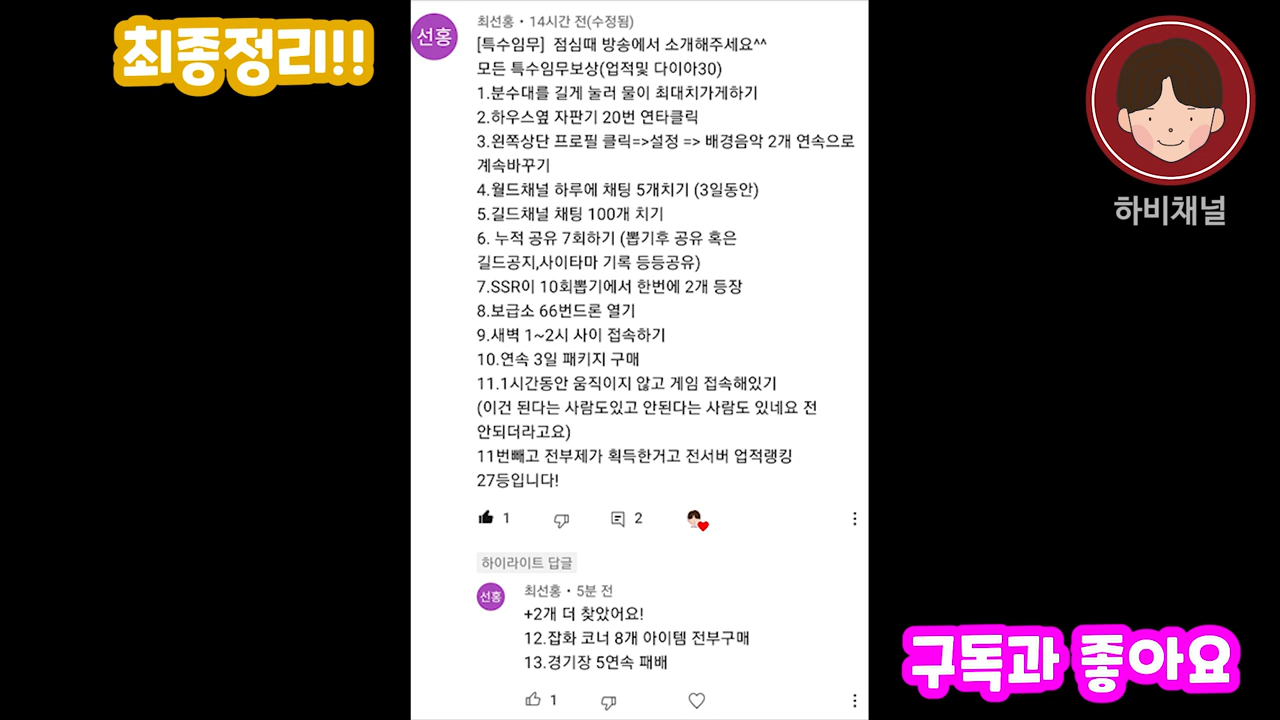 최종정리!!
선홍
최선홍 • 14시간 전(수정됨)
[특수임무] 점심때 방송에서 소개해주세요^^
모든 특수임무보상(업적및 다이아30)
1.분수대를 길게 눌러 물이 최대치가게하기
2.하우스옆 자판기 20번 연타클릭
3.왼쪽상단 프로필 클릭=>설정 => 배경음악 2개 연속으로
계속바꾸기
4.월드채널 하루에 채팅 5개치기 (3일동안)
5.길드채널 채팅 100개 치기
6. 누적 공유 7회하기 (뽑기후 공유 혹은
길드공지,사이타마 기록 등등공유)
7.SSR이 10회뽑기에서 한번에 2개 등장
8.보급소 66번드론 열기
9.새벽 1~2시 사이 접속하기
10.연속 3일 패키지 구매
11.1시간동안 움직이지 않고 게임 접속해있기
(이건 된다는 사람도있고 안된다는 사람도 있네요 전
안되더라고요)
11번빼고 전부제가 획득한거고 전서버 업적랭킹
27등입니다!
1
2
하이라이트 답글
선홍
최선홍 • 5분 전
+2개 더 찾았어요!
12.잡화 코너 8개 아이템 전부구매
13.경기장 5연속 패배
1
하비채널
구독과 좋아요